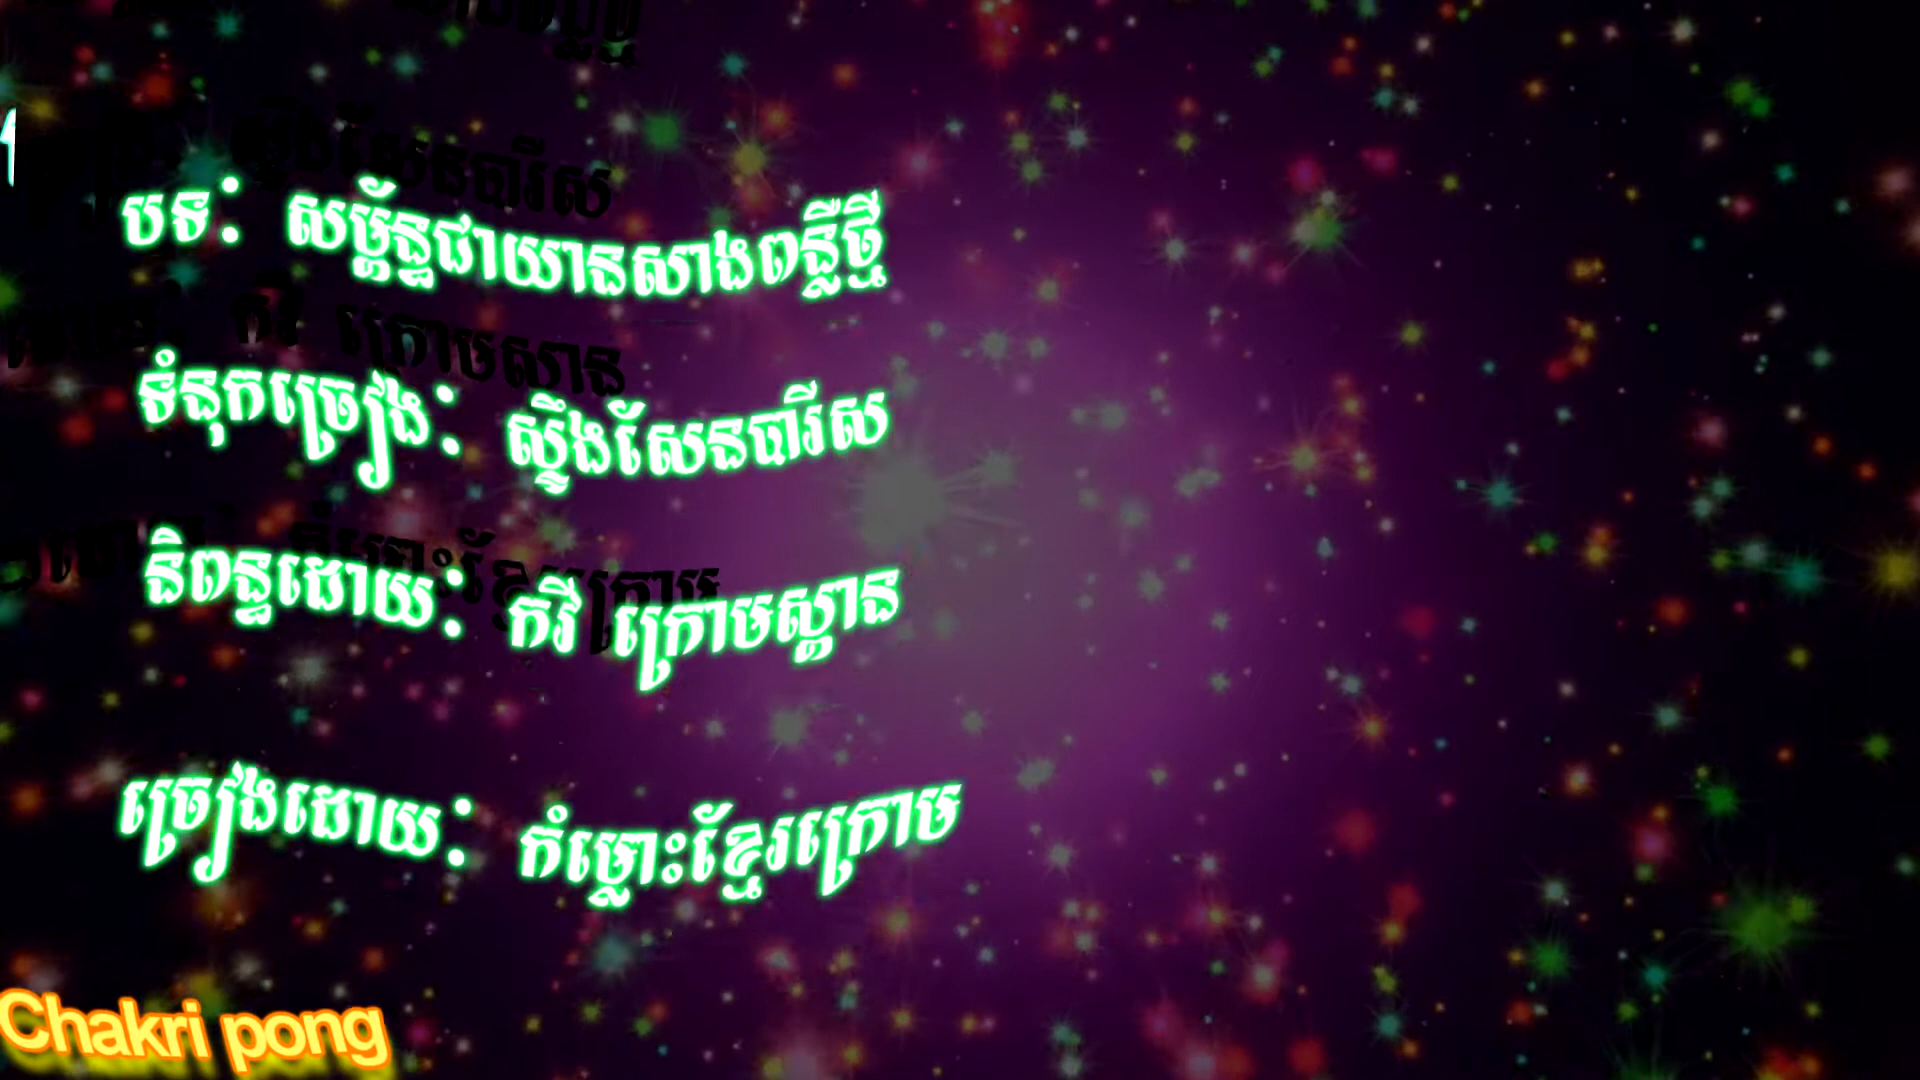 បទ៖ សម្ព័ន្ធជាយានសាងពន្លឺថ្មី
ទំនុកច្រៀង៖ ស្ទឹងសែនបារីស
និពន្ធដោយ៖ កវី ក្រោមស្ពាន
ច្រៀងដោយ៖ កំម្លោះខ្មែរក្រោម
Chakri pong